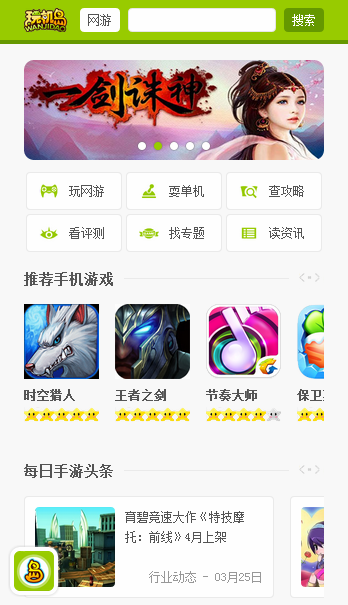 玩机岛
WANJIDAO
网游
搜索
一剑诛神
玩网游
耍单机
查攻略
看评测
找专题
读资讯
推荐手机游戏
时空猎人
王者之剑
节奏大师
保卫
每日手游头条
育碧竞速大作《特技摩
托：前线》4月上架
行业动态 - 03月25日